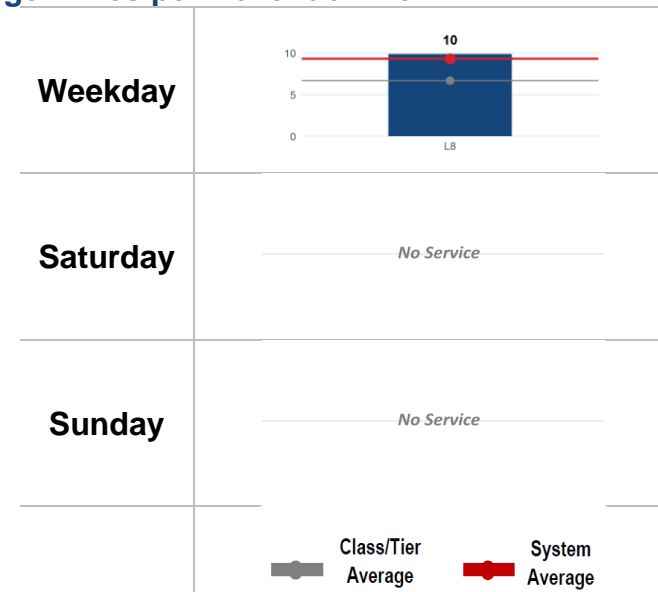 Weekday
10
10
5
0
L8
Saturday
No Service
Sunday
No Service
Class/Tier
Average
System
Average